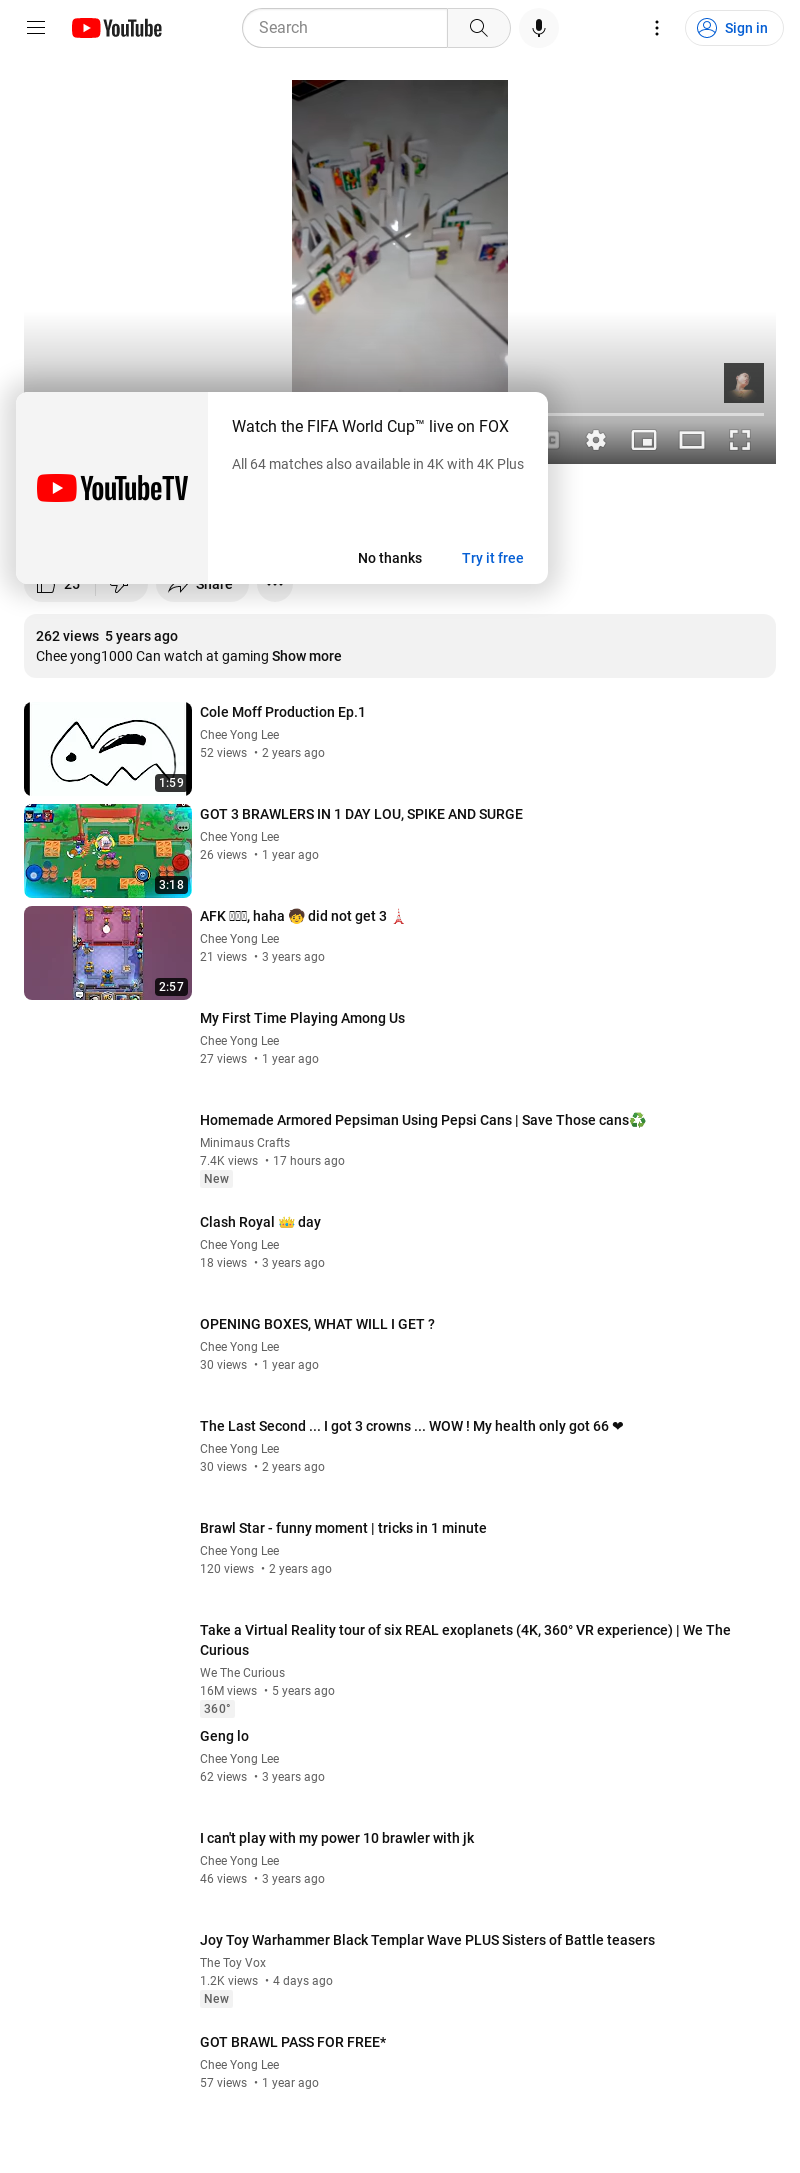 YouTube
Search
Sign in
Watch the FIFA World Cup™ live on FOX
All 64 matches also available in 4K with 4K Plus
YouTubeTV
No thanks
Try it free
25
Share
262 views 5 years ago
Chee yong1000 Can watch at gaming Show more
Cole Moff Production Ep.1
Chee Yong Lee
52 views • 2 years ago
1:59
GOT 3 BRAWLERS IN 1 DAY LOU, SPIKE AND SURGE
Chee Yong Lee
26 views • 1 year ago
3:18
AFK , haha 🧒 did not get 3 🗼
Chee Yong Lee
21 views • 3 years ago
2:57
My First Time Playing Among Us
Chee Yong Lee
27 views • 1 year ago
Homemade Armored Pepsiman Using Pepsi Cans | Save Those cans♻️
Minimaus Crafts
7.4K views • 17 hours ago
New
Clash Royal 👑 day
Chee Yong Lee
18 views • 3 years ago
OPENING BOXES, WHAT WILL I GET ?
Chee Yong Lee
30 views • 1 year ago
The Last Second ... I got 3 crowns ... WOW ! My health only got 66 ❤
Chee Yong Lee
30 views • 2 years ago
Brawl Star - funny moment | tricks in 1 minute
Chee Yong Lee
120 views • 2 years ago
Take a Virtual Reality tour of six REAL exoplanets (4K, 360° VR experience) | We The
Curious
We The Curious
16M views • 5 years ago
360°
Geng lo
Chee Yong Lee
62 views • 3 years ago
I can't play with my power 10 brawler with jk
Chee Yong Lee
46 views • 3 years ago
Joy Toy Warhammer Black Templar Wave PLUS Sisters of Battle teasers
The Toy Vox
1.2K views • 4 days ago
New
GOT BRAWL PASS FOR FREE*
Chee Yong Lee
57 views • 1 year ago